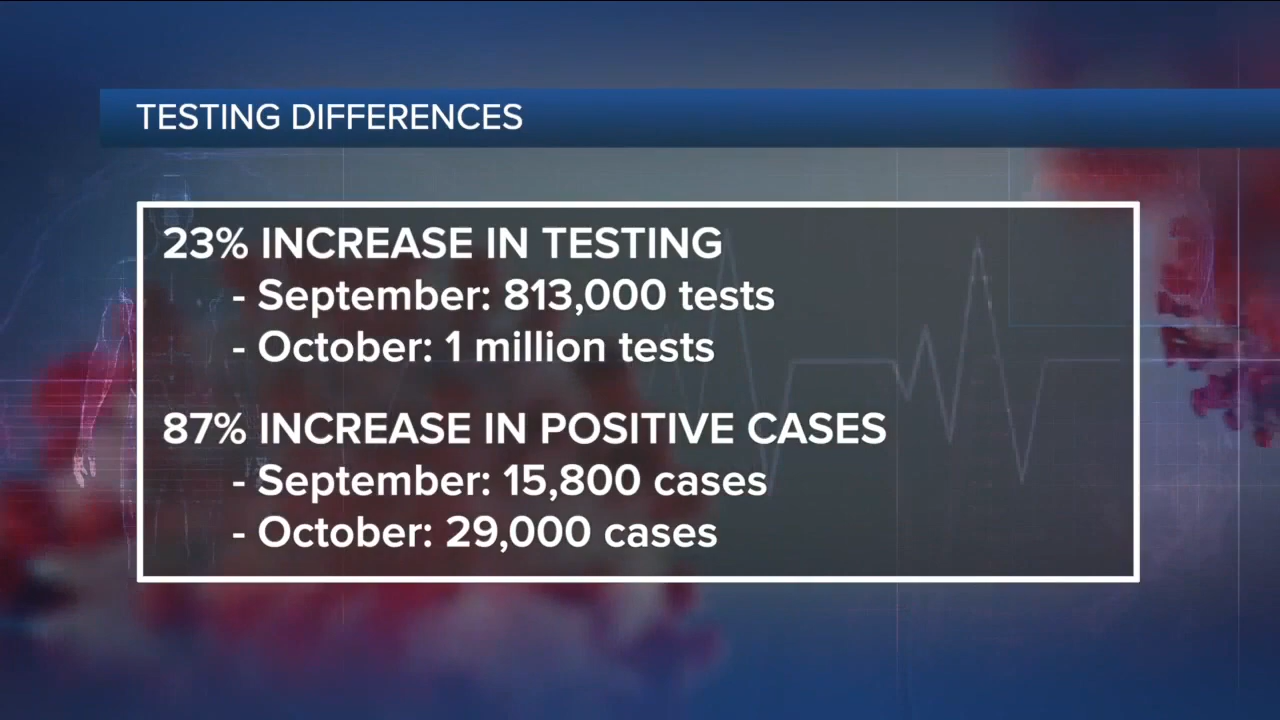 TESTING DIFFERENCES
23% INCREASE IN TESTING
- September: 813,000 tests
- October: 1 million tests
87% INCREASE IN POSITIVE CASES
- September: 15,800 cases
- October: 29,000 cases